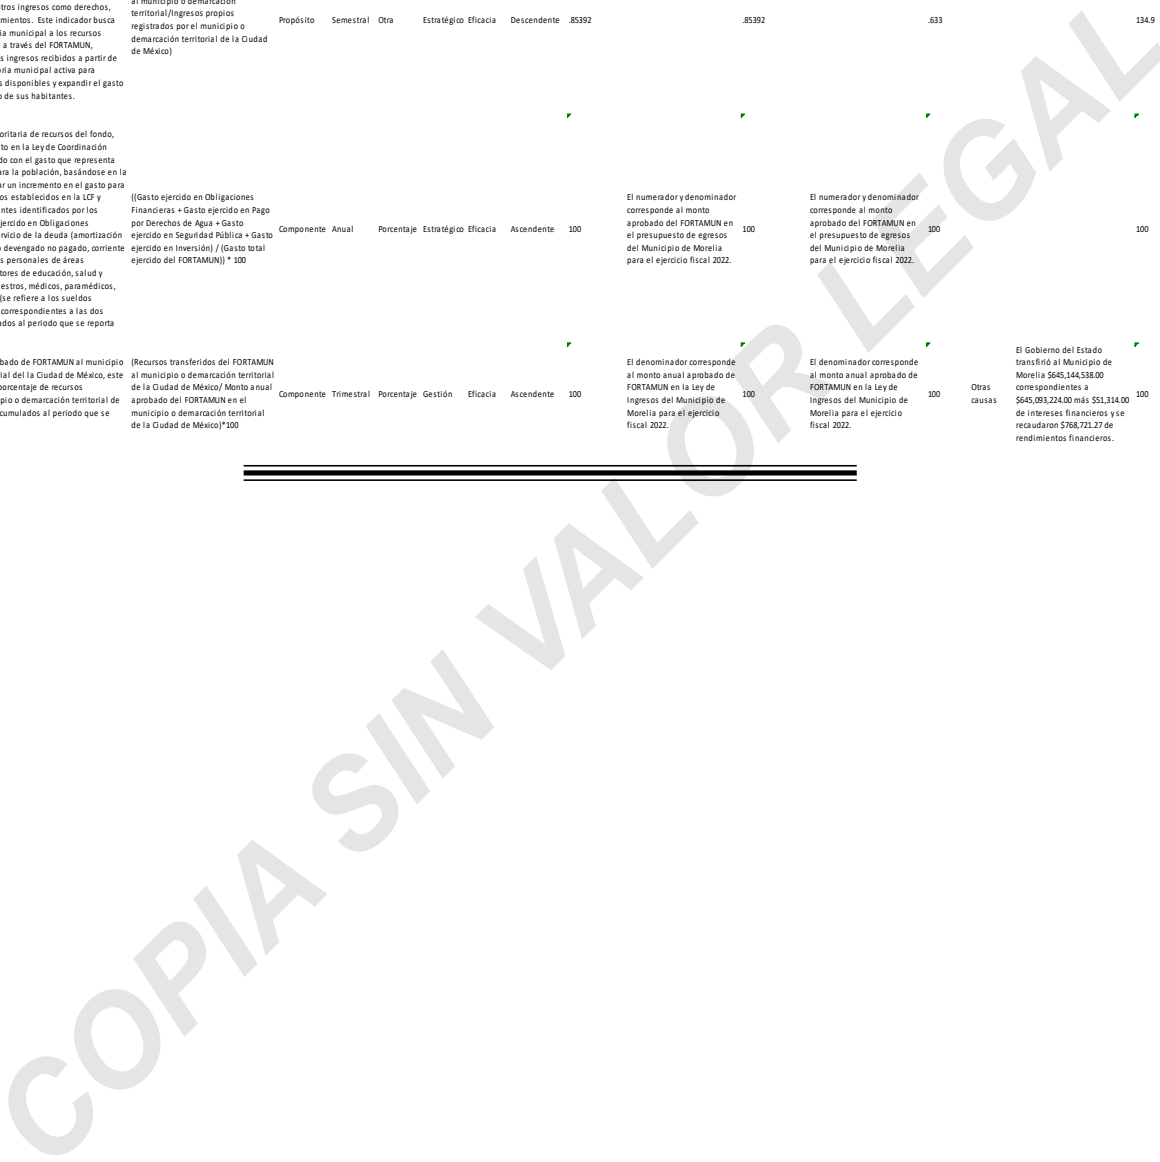 otros ingresos como derechos,
mientos. Este indicador busca
ia municipal a los recursos
a través del FORTAMUN,
s ingresos recibidos a partir de
ria municipal activa para
s disponibles y expandir el gasto
o de sus habitantes.
al municipio o demarcación
territorial/Ingresos propios
registrados por el municipio o
demarcación territorial de la Ciudad
de México)
Propósito Semestral Otra Estratégico Eficacia Descendente .85392 .85392 .633 134.9
oritaria de recursos del fondo,
to en la Ley de Coordinación
do con el gasto que representa
ara la población, basándose en la
ar un incremento en el gasto para
os establecidos en la LCF y
entes identificados por los
ejercido en Obligaciones
rvicio de la deuda (amortización
o devengado no pagado, corriente
s personales de áreas
tores de educación, salud y
estros, médicos, paramédicos,
(se refiere a los sueldos
correspondientes a las dos
ados al periodo que se reporta
((Gasto ejercido en Obligaciones
Financieras + Gasto ejercido en Pago
por Derechos de Agua + Gasto
ejercido en Seguridad Pública + Gasto
ejercido en Inversión) / (Gasto total
ejercido del FORTAMUN)) * 100
Componente Anual Porcentaje Estratégico Eficacia Ascendente 100
El numerador y denominador
corresponde al monto
aprobado del FORTAMUN en
el presupuesto de egresos
del Municipio de Morelia
para el ejercicio fiscal 2022.
100
El numerador y denominador
corresponde al monto
aprobado del FORTAMUN en
el presupuesto de egresos
del Municipio de Morelia
para el ejercicio fiscal 2022.
100
100
bado de FORTAMUN al municipio
ial del la Ciudad de México, este
porcentaje de recursos
pio o demarcación territorial de
cumulados al periodo que se
(Recursos transferidos del FORTAMUN
al municipio o demarcación territorial
de la Ciudad de México/ Monto anual
aprobado del FORTAMUN en el
municipio o demarcación territorial
de la Ciudad de México)*100
Componente Trimestral Porcentaje Gestión Eficacia Ascendente 100
El denominador corresponde
al monto anual aprobado de
FORTAMUN en la Ley de
Ingresos del Municipio de
Morelia para el ejercicio
fiscal 2022.
100
El denominador corresponde
al monto anual aprobado de
FORTAMUN en la Ley de
Ingresos del Municipio de
Morelia para el ejercicio
fiscal 2022.
100
Otras
causas
El Gobierno del Estado
transfirió al Municipio de
Morelia $645,144,538.00
correspondientes a
$645,093,224.00 más $51,314.00
de intereses financieros y se
recaudaron $768,721.27 de
rendimientos financieros.
100
COPIA SIN VALOR LEGAL